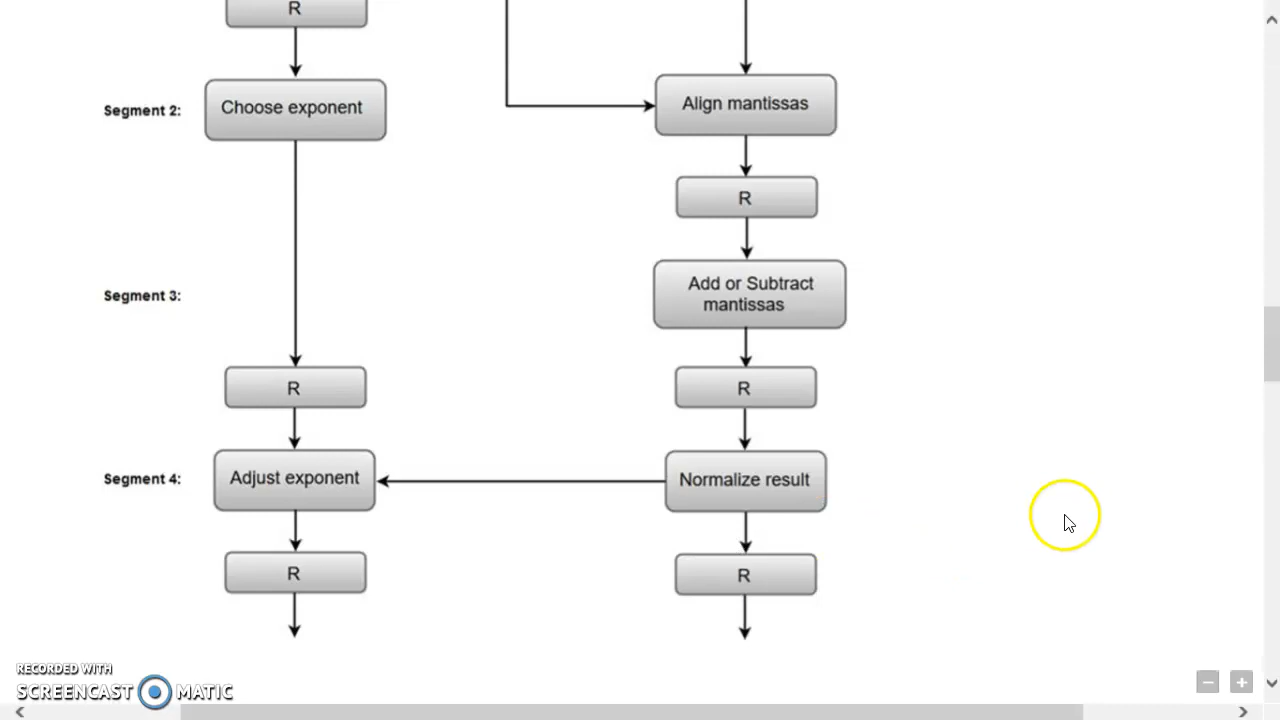 R
Segment 2:
Choose exponent
Align mantissas
R
Segment 3:
Add or Subtract
mantissas
R
R
Segment 4:
Adjust exponent
Normalize result
R
R
RECORDED WITH
SCREENCAST MATIC